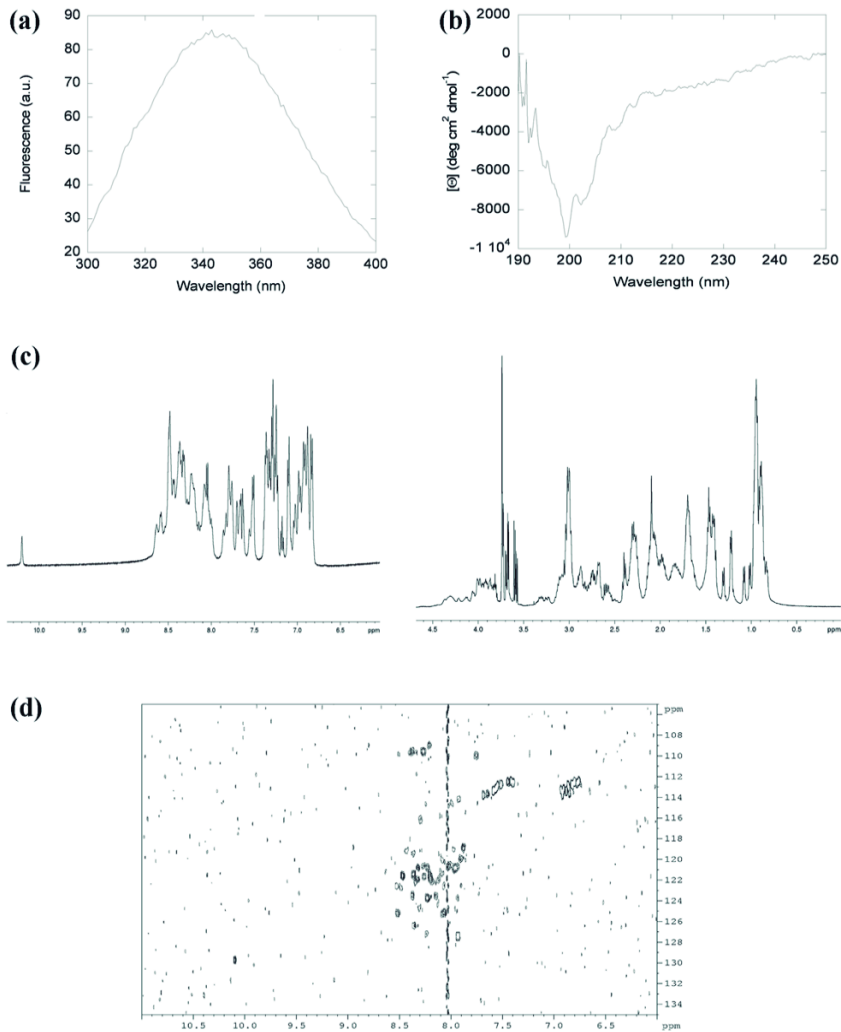 (a)
90
80
70
60
50
40
30
20
Fluorescence (a.u.)
300 320 340 360 380 400
Wavelength (nm)
(b)
2000
0
-2000
-4000
-6000
-8000
-1 10⁴
[Θ] (deg cm² dmol⁻¹)
190 200 210 220 230 240 250
Wavelength (nm)
(c)
10.0 9.5 9.0 8.5 8.0 7.5 7.0 6.5 ppm
4.5 4.0 3.5 3.0 2.5 2.0 1.5 1.0 0.5 ppm
(d)
ppm
108
110
112
114
116
118
120
122
124
126
128
130
132
134
10.5 10.0 9.5 9.0 8.5 8.0 7.5 7.0 6.5 ppm